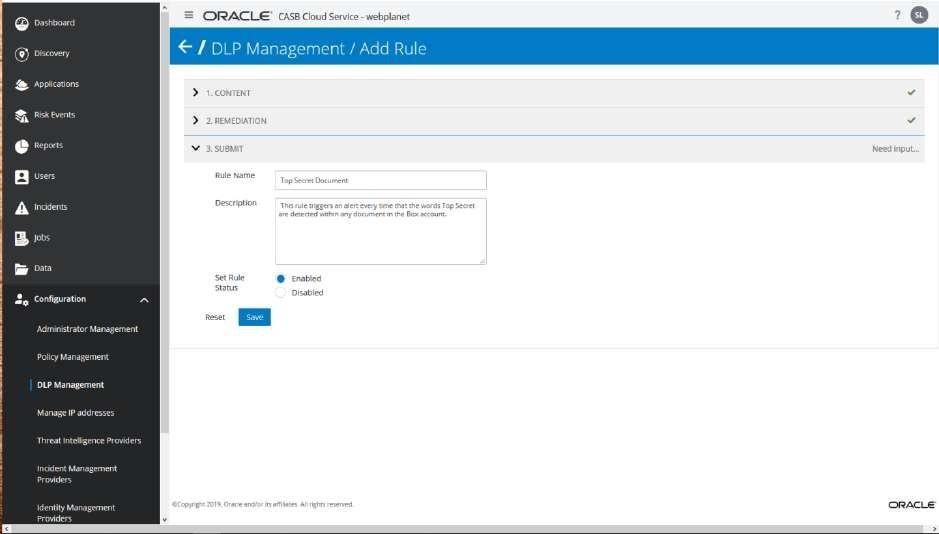 Dashboard
Discovery
Applications
Risk Events
Reports
Users
Incidents
Jobs
Data
Configuration
Administrator Management
Policy Management
DLP Management
Manage IP addresses
Threat Intelligence Providers
Incident Management
Providers
Identity Management
Providers
ORACLE® CASB Cloud Service - webplanet
? SL
/ DLP Management / Add Rule
1. CONTENT
2. REMEDIATION
3. SUBMIT Need input...
Rule Name Top Secret Document
Description This rule triggers an alert every time that the words Top Secret
are detected within any document in the Box account.
Set Rule
Status
Enabled
Disabled
Reset Save
©Copyright 2019, Oracle and/or its affiliates. All rights reserved.
ORACLE®